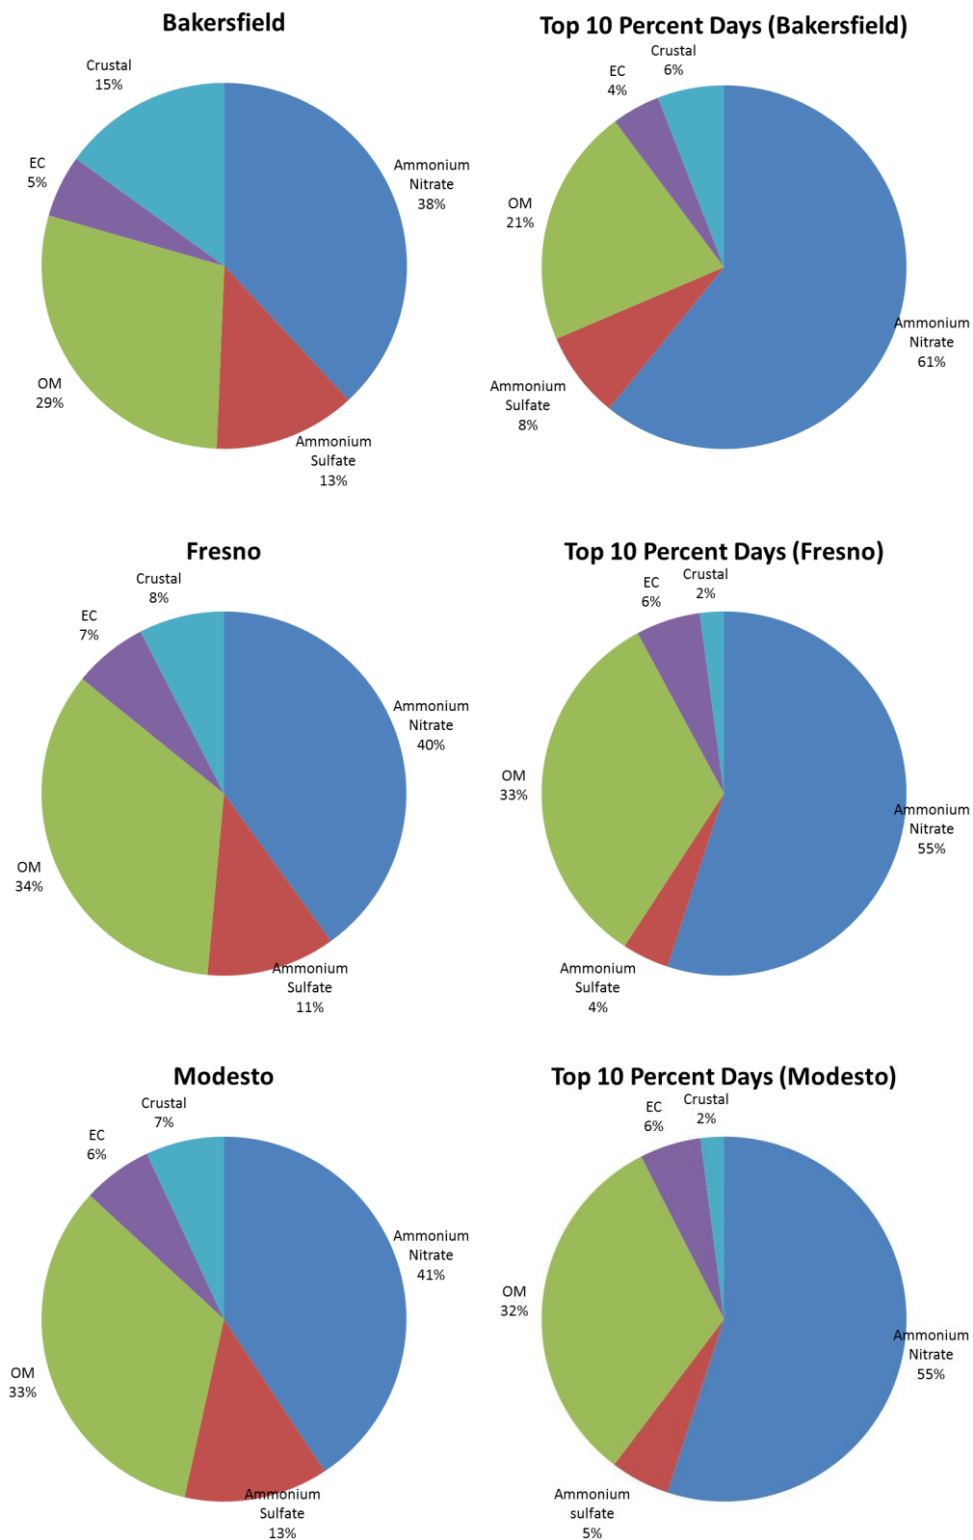 Bakersfield
Crustal
15%
EC
5%
OM
29%
Ammonium
Nitrate
38%
Ammonium
Sulfate
13%
Top 10 Percent Days (Bakersfield)
Crustal
6%
EC
4%
OM
21%
Ammonium
Sulfate
8%
Ammonium
Nitrate
61%
Fresno
Crustal
8%
EC
7%
OM
34%
Ammonium
Nitrate
40%
Ammonium
Sulfate
11%
Top 10 Percent Days (Fresno)
Crustal
2%
EC
6%
OM
33%
Ammonium
Sulfate
4%
Ammonium
Nitrate
55%
Modesto
Crustal
7%
EC
6%
OM
33%
Ammonium
Nitrate
41%
Ammonium
Sulfate
13%
Top 10 Percent Days (Modesto)
Crustal
2%
EC
6%
OM
32%
Ammonium
sulfate
5%
Ammonium
Nitrate
55%